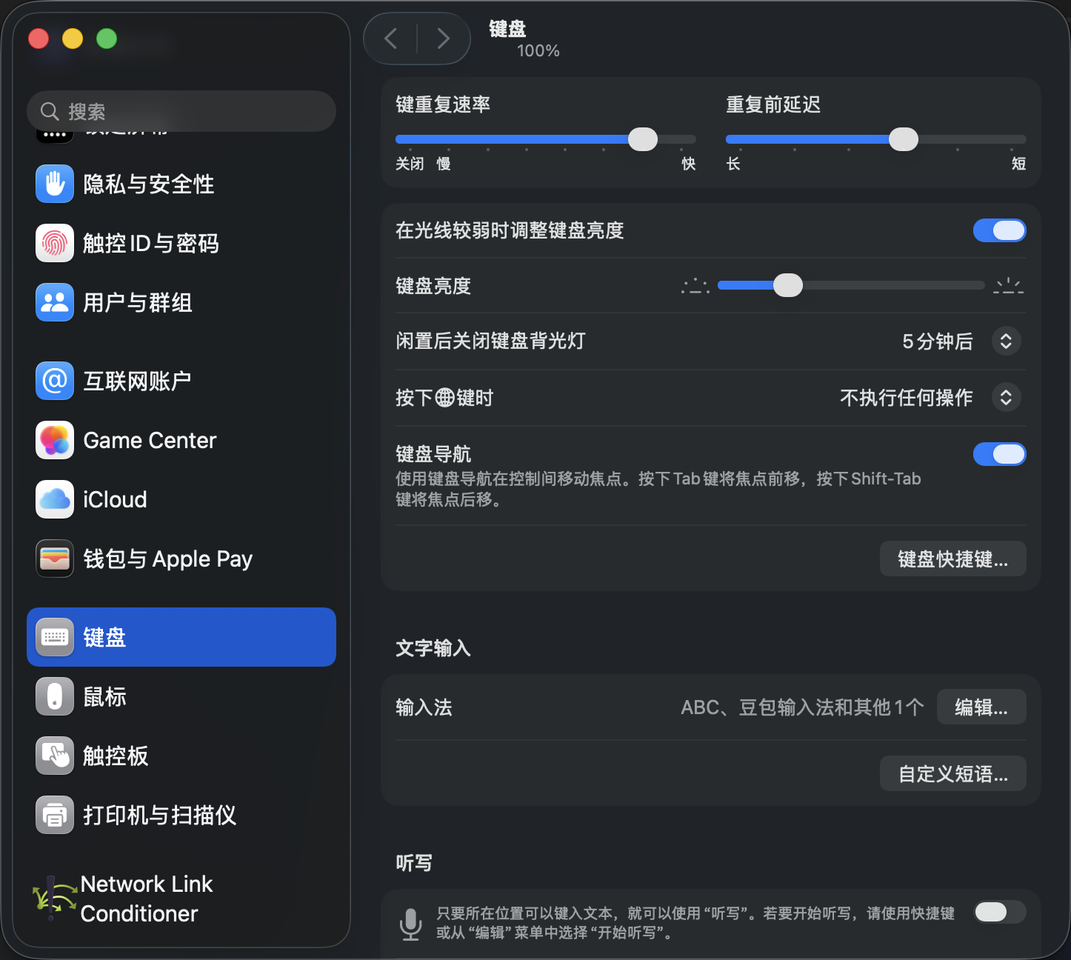 键盘
100%
搜索
隐私与安全性
触控 ID 与密码
用户与群组
互联网账户
Game Center
iCloud
钱包与 Apple Pay
键盘
鼠标
触控板
打印机与扫描仪
Network Link
Conditioner
键重复速率
重复前延迟
关闭 慢 快
长 短
在光线较弱时调整键盘亮度
键盘亮度
闲置后关闭键盘背光灯 5 分钟后
按下🌐键时 不执行任何操作
键盘导航
使用键盘导航在控制间移动焦点。按下 Tab 键将焦点前移，按下 Shift-Tab
键将焦点后移。
键盘快捷键...
文字输入
输入法 ABC、豆包输入法和其他 1 个 编辑...
自定义短语...
听写
只要所在位置可以键入文本，就可以使用“听写”。若要开始听写，请使用快捷键
或从“编辑”菜单中选择“开始听写”。